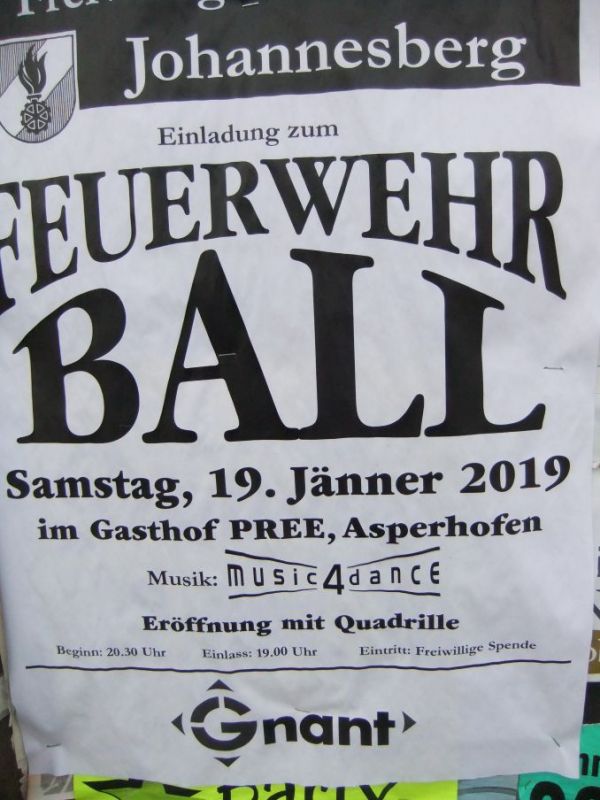 Johannesberg
Einladung zum
FEUERWEHR
BALL
Samstag, 19. Jänner 2019
im Gasthof PREE, Asperhofen
Musik: music4dance
Eröffnung mit Quadrille
Beginn: 20.30 Uhr Einlass: 19.00 Uhr Eintritt: Freiwillige Spende
Gnant
Party